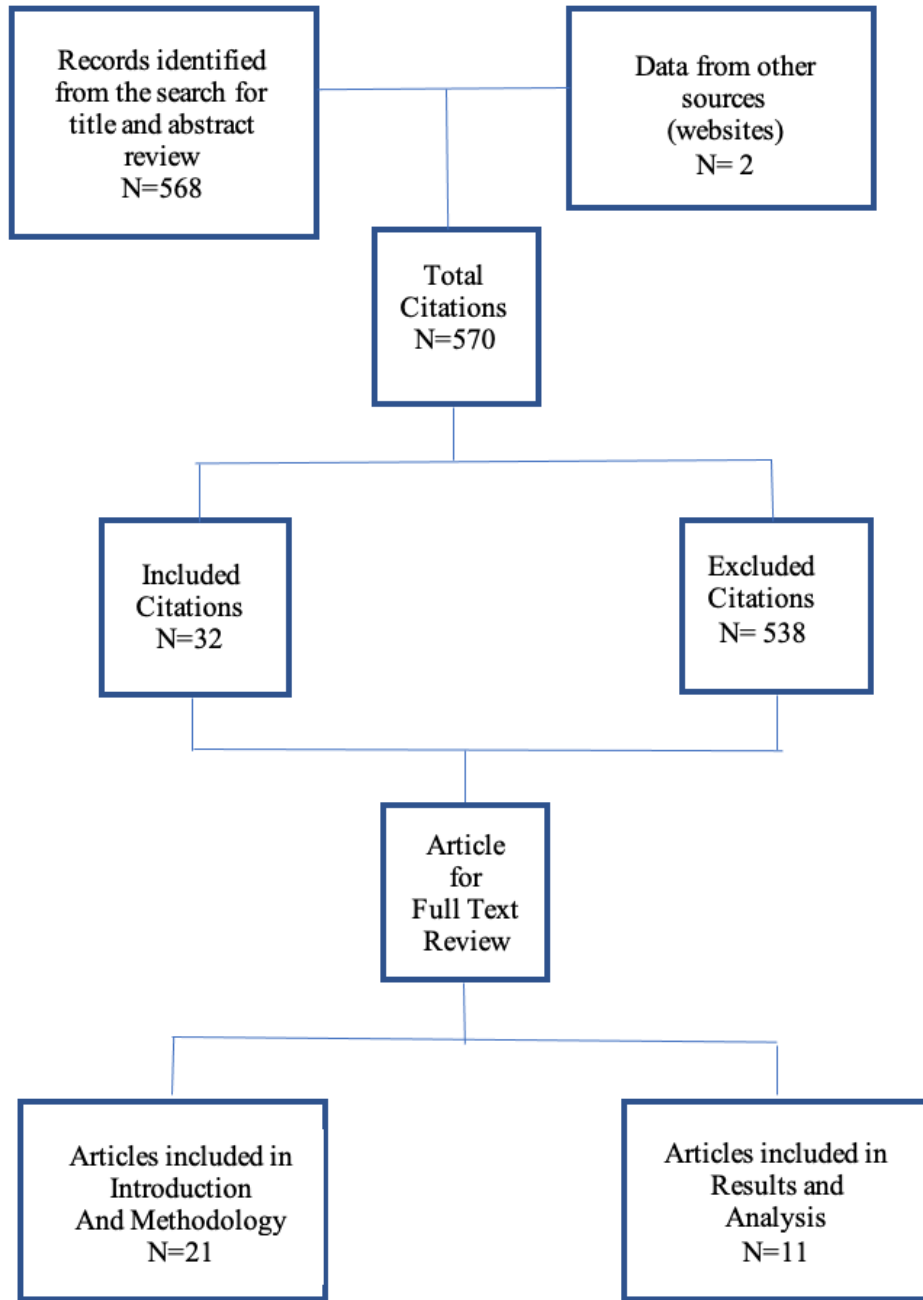 Records identified
from the search for
title and abstract
review
N=568
Data from other
sources
(websites)
N= 2
Total
Citations
N=570
Included
Citations
N=32
Excluded
Citations
N= 538
Article
for
Full Text
Review
Articles included in
Introduction
And Methodology
N=21
Articles included in
Results and
Analysis
N=11